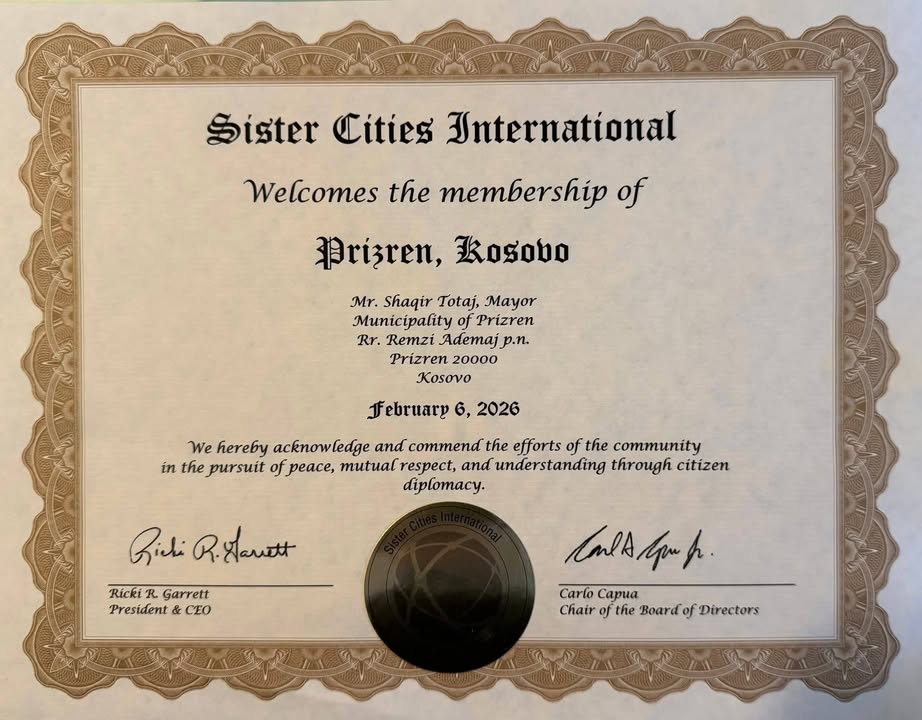 Sister Cities International
Welcomes the membership of
Prizren, Kosovo
Mr. Shaqir Totaj, Mayor
Municipality of Prizren
Rr. Remzi Ademaj p.n.
Prizren 20000
Kosovo
February 6, 2026
We hereby acknowledge and commend the efforts of the community
in the pursuit of peace, mutual respect, and understanding through citizen
diplomacy.
Sister Cities International
Ricki R. Garrett
Ricki R. Garrett
President & CEO
Carlo Capua
Chair of the Board of Directors